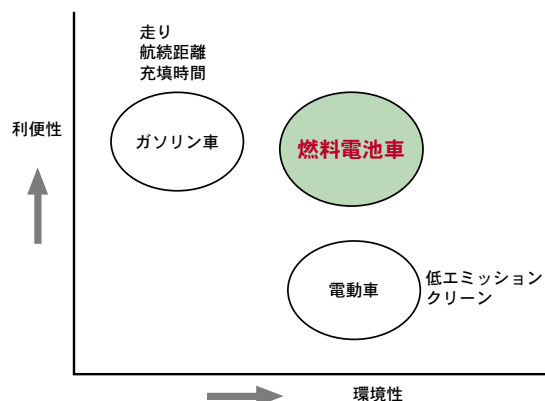 走り
航続距離
充填時間
利便性
ガソリン車
燃料電池車
電動車
低エミッション
クリーン
環境性